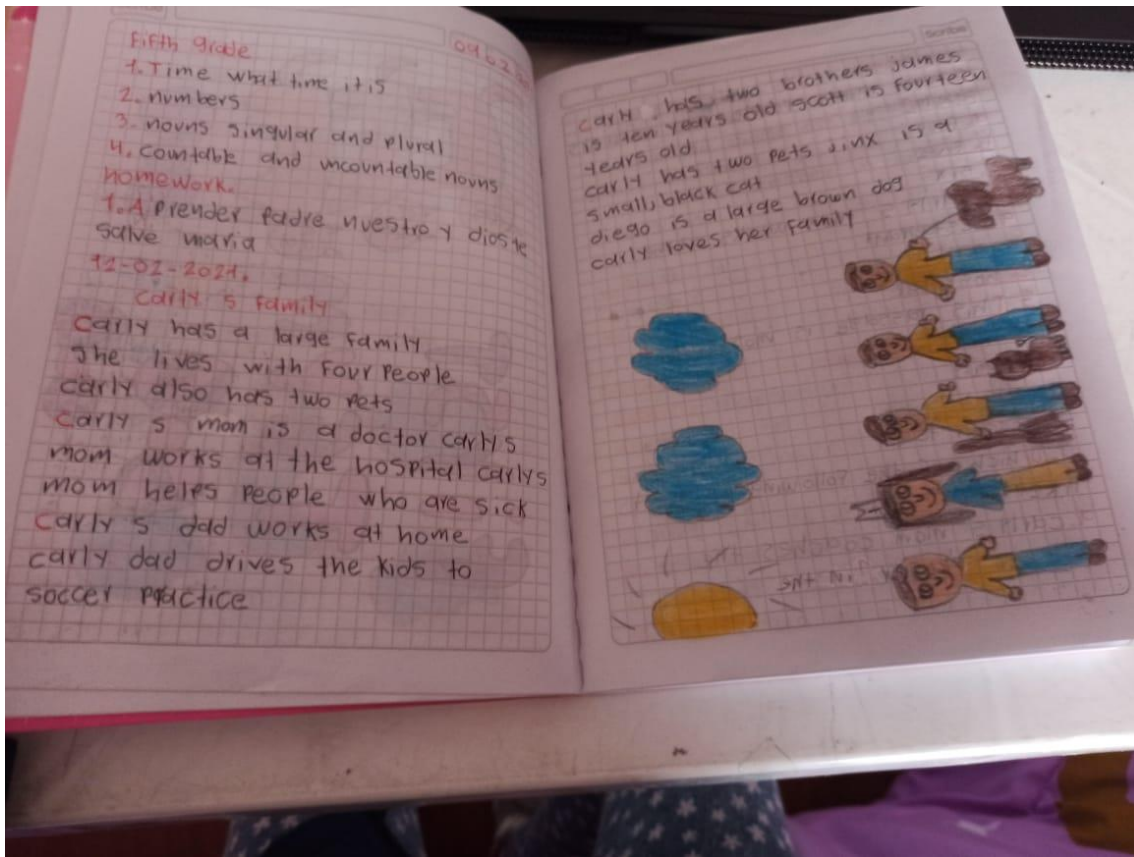 Fifth grade
1. Time what time it is
2. numbers
3. nouns singular and plural
4. countable and uncountable nouns
homework.
1. Aprender padre nuestro y dios te
salve maria
12-02-2021.
Carly s Family
Carly has a large family
She lives with four people
carly also has two pets
Carly s mom is a doctor carlys
mom works at the hospital carlys
mom helps people who are sick
Carly s dad works at home
carly dad drives the kids to
soccer practice
Scribe
carly has two brothers james
is ten years old scott is fourteen
years old
carly has two pets Jinx is a
small, black cat
diego is a large brown dog
carly loves her family